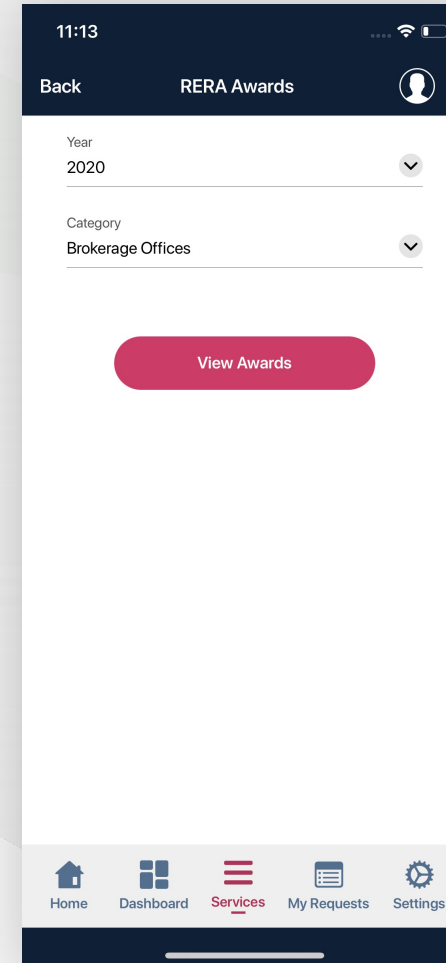 11:13
Back RERA Awards
Year
2020
Category
Brokerage Offices
View Awards
Home Dashboard Services My Requests Settings